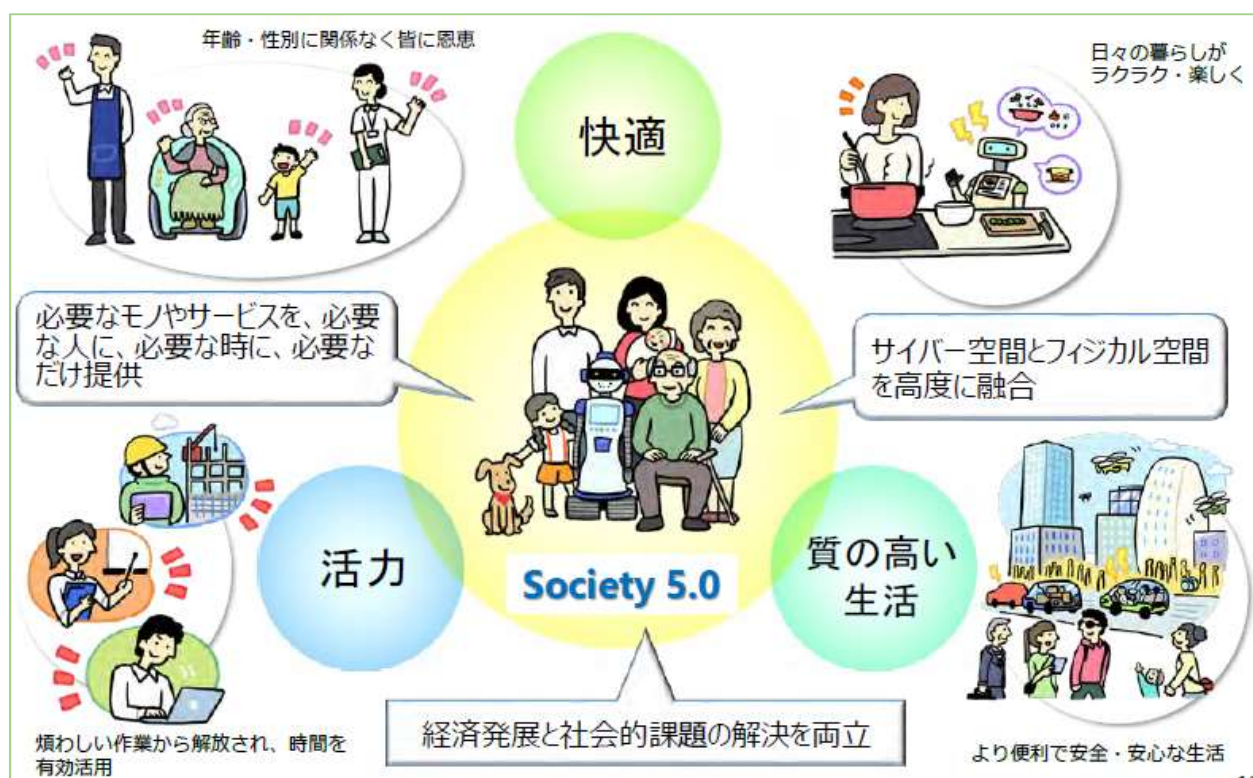 年齢・性別に関係なく皆に恩恵
快適
日々の暮らしが
ラクラク・楽しく
必要なモノやサービスを、必要
な人に、必要な時に、必要な
だけ提供
サイバー空間とフィジカル空間
を高度に融合
活力
Society 5.0
質の高い
生活
経済発展と社会的課題の解決を両立
煩わしい作業から解放され、時間を
有効活用
より便利で安全・安心な生活